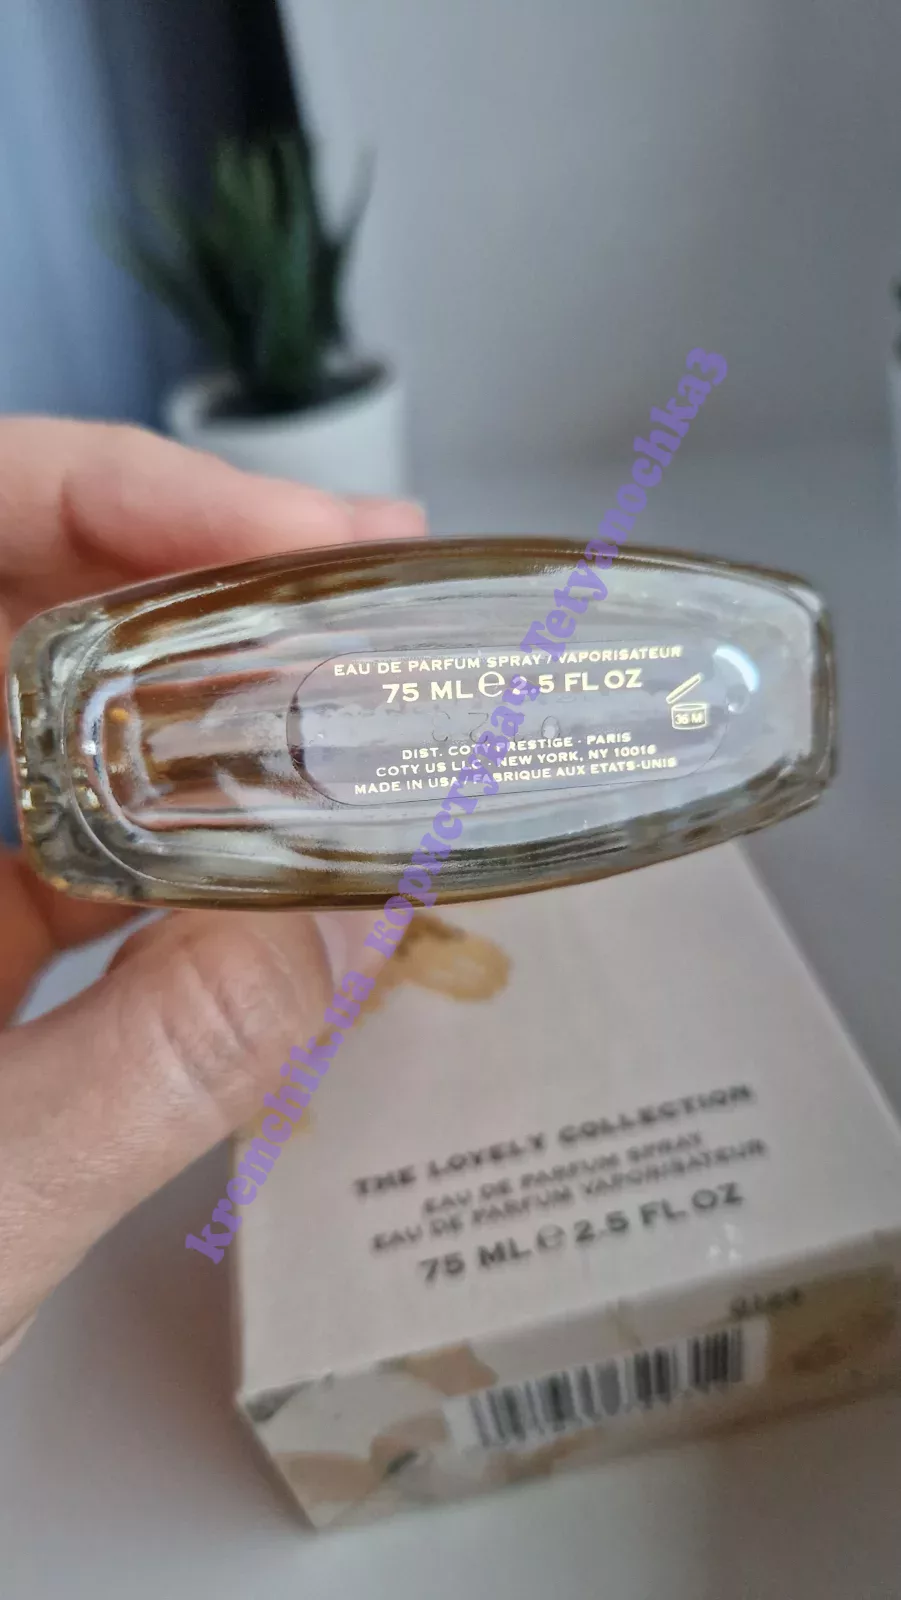 EAU DE PARFUM SPRAY / VAPORISATEUR
75 ML ℮ 2.5 FL OZ
36 M
DIST. COTY PRESTIGE · PARIS
COTY US LLC · NEW YORK, NY 10016
MADE IN USA / FABRIQUE AUX ETATS-UNIS
kremchik.ua користувач Tetyanochka3
THE LOVELY COLLECTION
EAU DE PARFUM SPRAY
EAU DE PARFUM VAPORISATEUR
75 ML ℮ 2.5 FL OZ